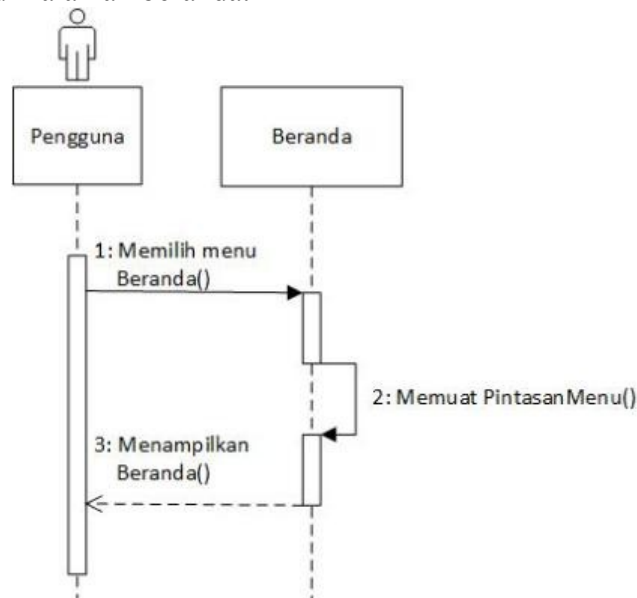 Pengguna
Beranda
1: Memilih menu
Beranda()
2: Memuat PintasanMenu()
3: Menampilkan
Beranda()